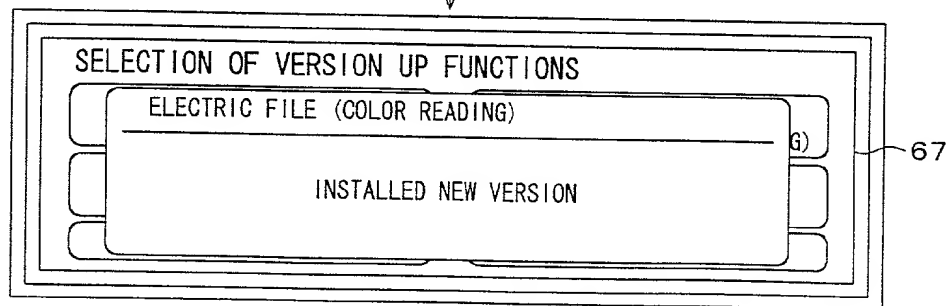 SELECTION OF VERSION UP FUNCTIONS
ELECTRIC FILE (COLOR READING)
G)
INSTALLED NEW VERSION
67